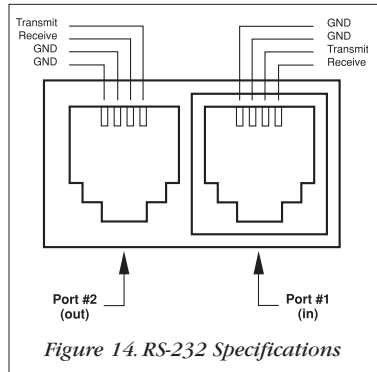 Transmit
Receive
GND
GND
GND
GND
Transmit
Receive
Port #2
(out)
Port #1
(in)
Figure 14. RS-232 Specifications